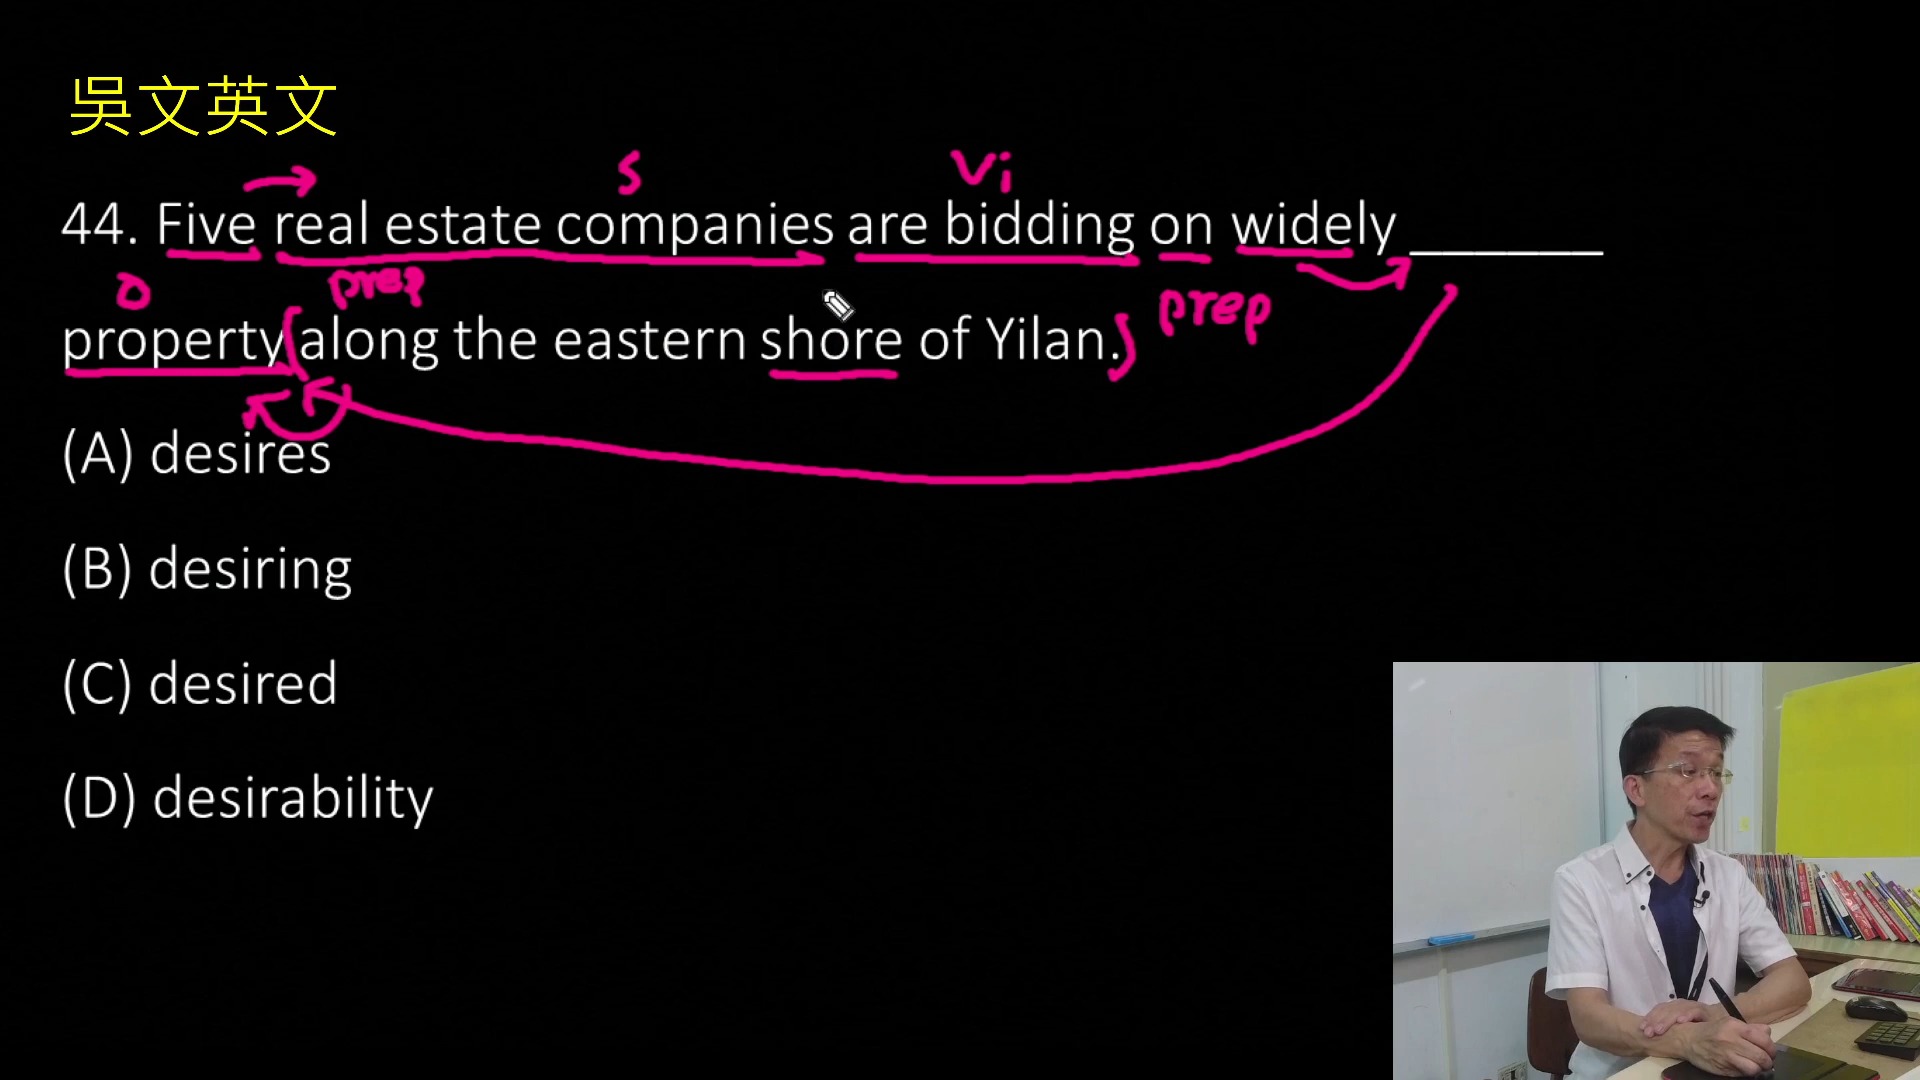 吳文英文
S Vi
44. Five real estate companies are bidding on widely ______
O prep prep
property along the eastern shore of Yilan.
(A) desires
(B) desiring
(C) desired
(D) desirability